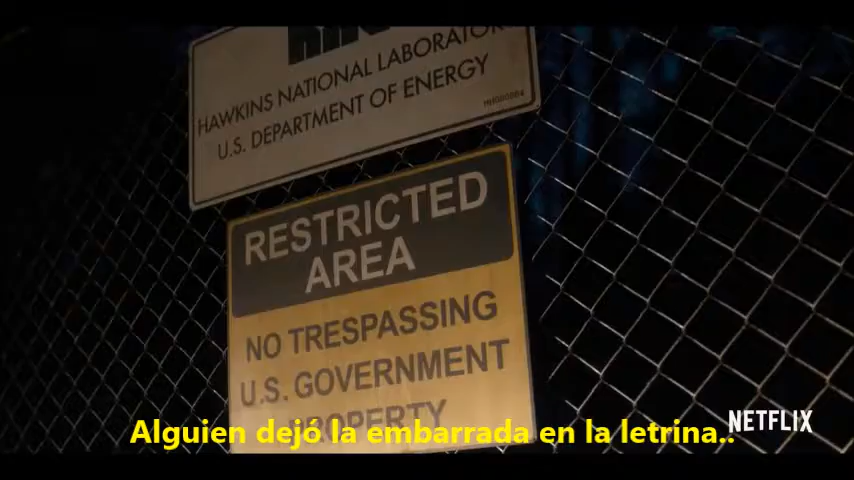 HAWKINS NATIONAL LABORATORY
U.S. DEPARTMENT OF ENERGY
RESTRICTED
AREA
NO TRESPASSING
U.S. GOVERNMENT
PROPERTY
Alguien dejó la embarrada en la letrina..
NETFLIX